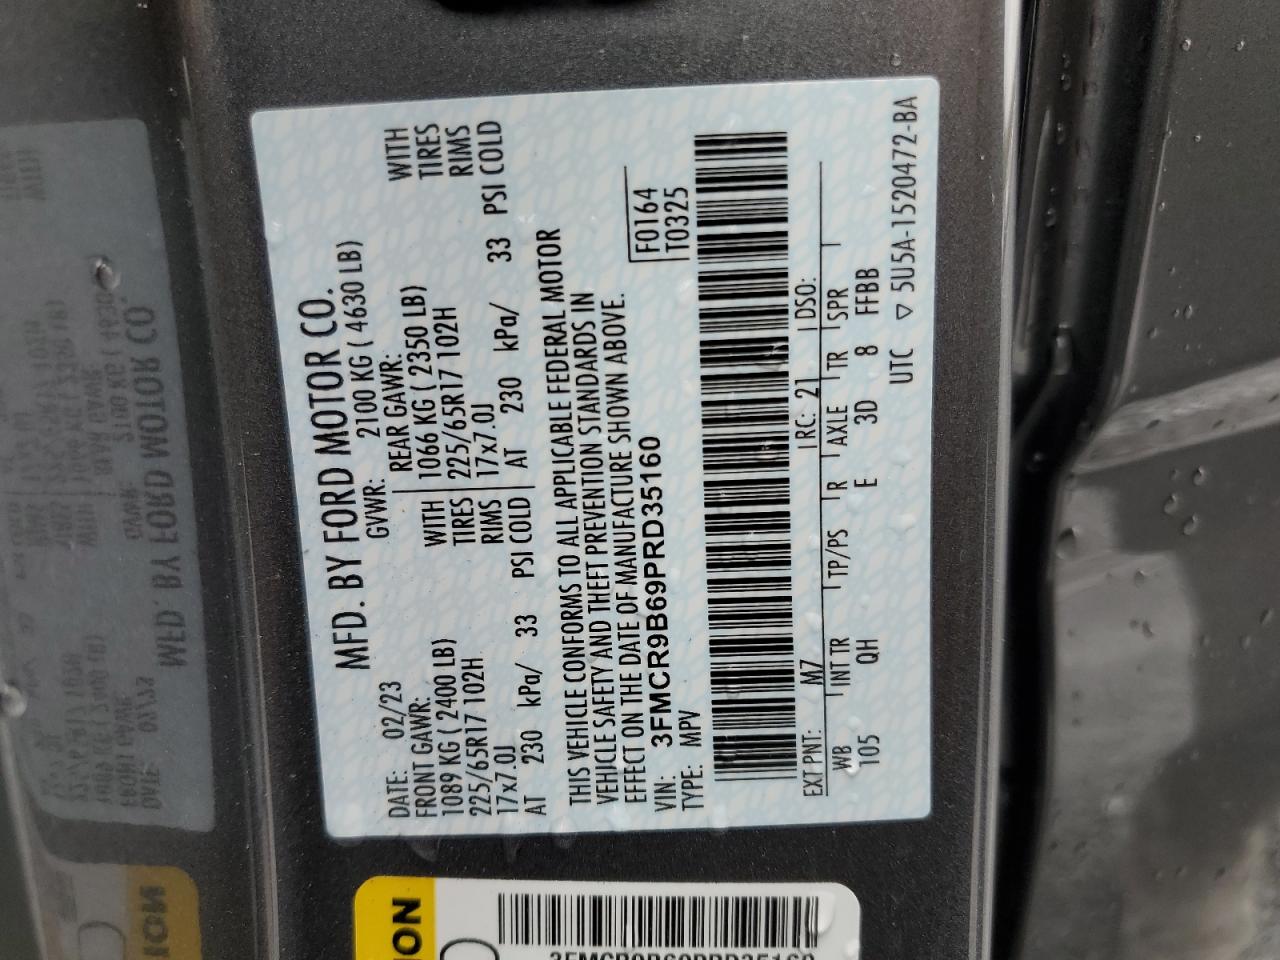 MFD. BY FORD MOTOR CO.
DATE: 02/23 GVWR: 2100 KG ( 4630 LB)
FRONT GAWR: REAR GAWR:
1089 KG ( 2400 LB) WITH 1066 KG ( 2350 LB) WITH
225/65R17 102H TIRES 225/65R17 102H TIRES
17x7.0J RIMS 17x7.0J RIMS
AT 230 kPa/ 33 PSI COLD AT 230 kPa/ 33 PSI COLD
THIS VEHICLE CONFORMS TO ALL APPLICABLE FEDERAL MOTOR
VEHICLE SAFETY AND THEFT PREVENTION STANDARDS IN
EFFECT ON THE DATE OF MANUFACTURE SHOWN ABOVE.
VIN: 3FMCR9B69PRD35160 F0164
TYPE: MPV T0325
EXT PNT: M7 RC: 21 DSO:
WB INT TR TP/PS R AXLE TR SPR
105 QH E 3D 8 FFBB
UTC ▽ 5U5A-1520472-BA
3FMCR9B69PRD35160